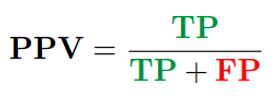 PPV = TP / (TP + FP)